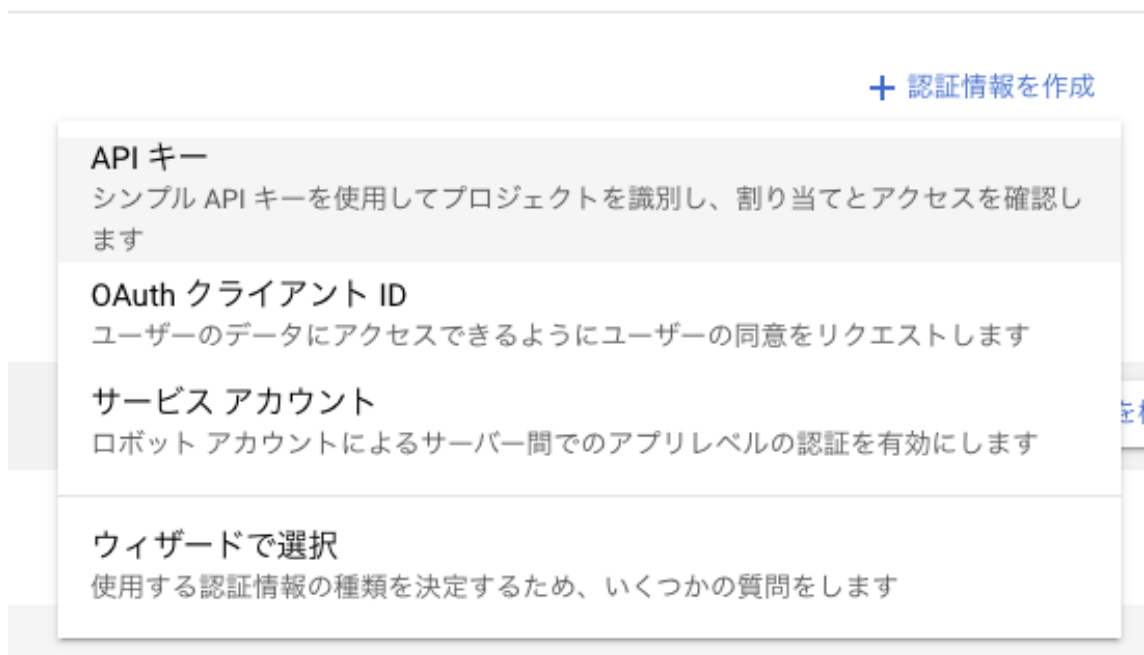 + 認証情報を作成
API キー
シンプル API キーを使用してプロジェクトを識別し、割り当てとアクセスを確認し
ます
OAuth クライアント ID
ユーザーのデータにアクセスできるようにユーザーの同意をリクエストします
サービス アカウント
ロボット アカウントによるサーバー間でのアプリレベルの認証を有効にします
ウィザードで選択
使用する認証情報の種類を決定するため、いくつかの質問をします